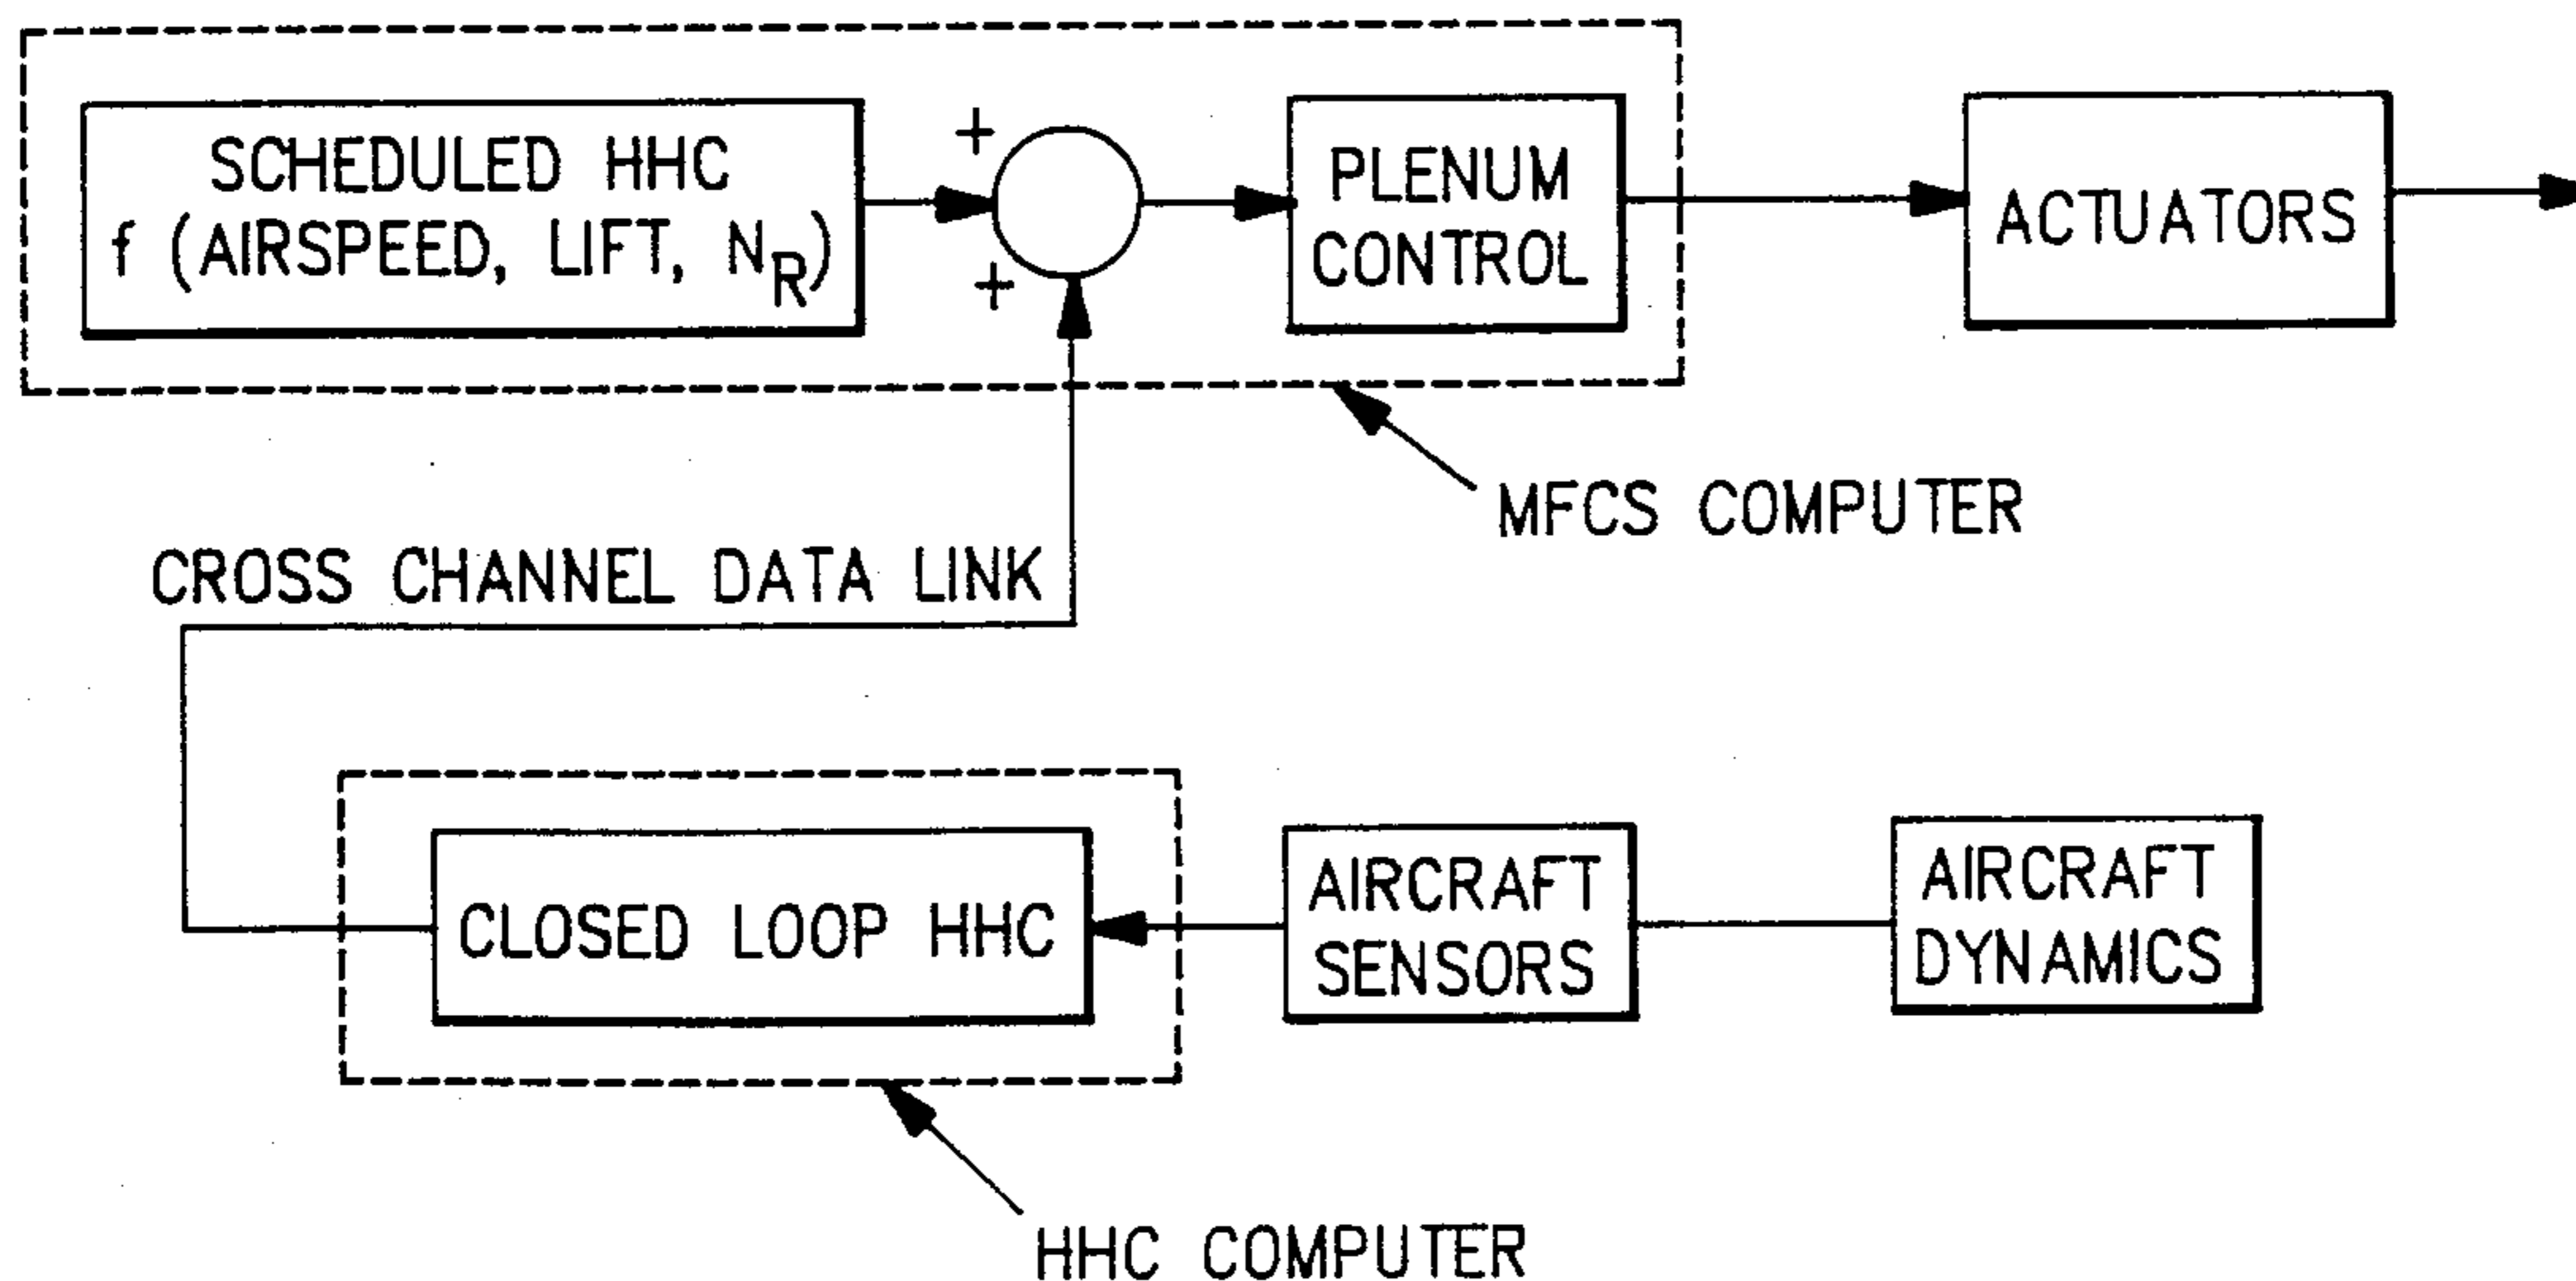 SCHEDULED HHC
f (AIRSPEED, LIFT, NR)
+
+
PLENUM
CONTROL
ACTUATORS
MFCS COMPUTER
CROSS CHANNEL DATA LINK
CLOSED LOOP HHC
AIRCRAFT
SENSORS
AIRCRAFT
DYNAMICS
HHC COMPUTER